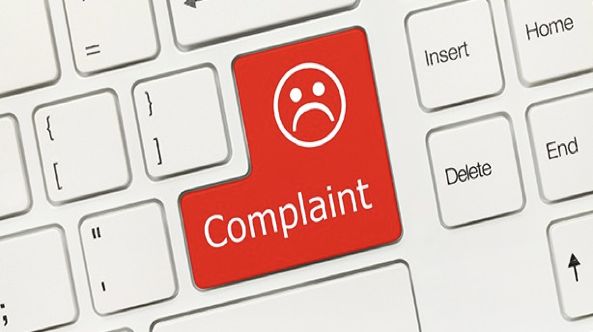 =
Insert
Home
{
[
}
]
Delete
End
Complaint
"
'
;